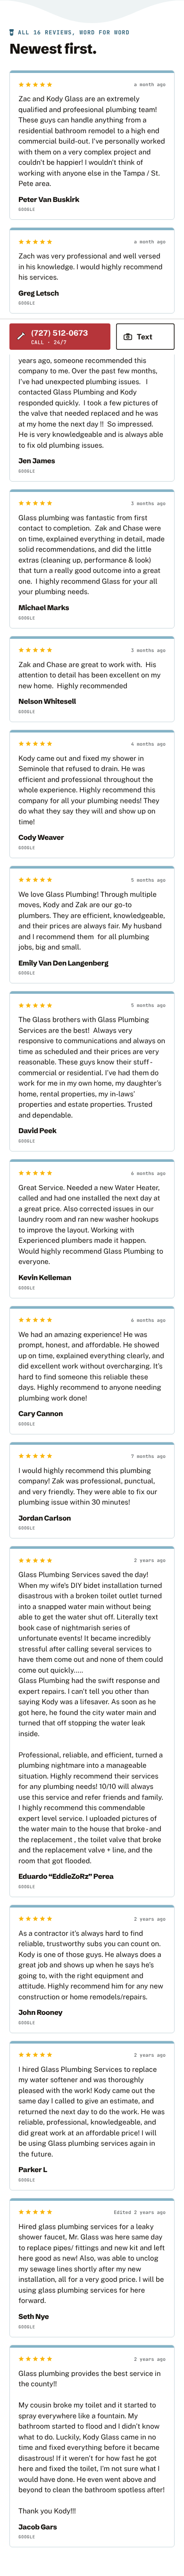 ALL 16 REVIEWS, WORD FOR WORD
Newest first.
★★★★★ a month ago
Zac and Kody Glass are an extremely
qualified and professional plumbing team!
These guys can handle anything from a
residential bathroom remodel to a high end
commercial build-out. I've personally worked
with them on a very complex project and
couldn't be happier! I wouldn't think of
working with anyone else in the Tampa / St.
Pete area.
Peter Van Buskirk
GOOGLE
★★★★★ a month ago
Zach was very professional and well versed
in his knowledge. I would highly recommend
his services.
Greg Letsch
GOOGLE
(727) 512-0673
CALL · 24/7
Text
years ago, someone recommended this
company to me. Over the past few months,
I've had unexpected plumbing issues. I
contacted Glass Plumbing and Kody
responded quickly. I took a few pictures of
the valve that needed replaced and he was
at my home the next day !! So impressed.
He is very knowledgeable and is always able
to fix old plumbing issues.
Jen James
GOOGLE
★★★★★ 3 months ago
Glass plumbing was fantastic from first
contact to completion. Zak and Chase were
on time, explained everything in detail, made
solid recommendations, and did the little
extras (cleaning up, performance & look)
that turn a really good outcome into a great
one. I highly recommend Glass for your all
your plumbing needs.
Michael Marks
GOOGLE
★★★★★ 3 months ago
Zak and Chase are great to work with. His
attention to detail has been excellent on my
new home. Highly recommended
Nelson Whitesell
GOOGLE
★★★★★ 4 months ago
Kody came out and fixed my shower in
Seminole that refused to drain. He was
efficient and professional throughout the
whole experience. Highly recommend this
company for all your plumbing needs! They
do what they say they will and show up on
time!
Cody Weaver
GOOGLE
★★★★★ 5 months ago
We love Glass Plumbing! Through multiple
moves, Kody and Zak are our go-to
plumbers. They are efficient, knowledgeable,
and their prices are always fair. My husband
and I recommend them for all plumbing
jobs, big and small.
Emily Van Den Langenberg
GOOGLE
★★★★★ 5 months ago
The Glass brothers with Glass Plumbing
Services are the best! Always very
responsive to communications and always on
time as scheduled and their prices are very
reasonable. These guys know their stuff -
commercial or residential. I've had them do
work for me in my own home, my daughter's
home, rental properties, my in-laws'
properties and estate properties. Trusted
and dependable.
David Peek
GOOGLE
★★★★★ 6 months ago
Great Service. Needed a new Water Heater,
called and had one installed the next day at
a great price. Also corrected issues in our
laundry room and ran new washer hookups
to improve the layout. Working with
Experienced plumbers made it happen.
Would highly recommend Glass Plumbing to
everyone.
Kevin Kelleman
GOOGLE
★★★★★ 6 months ago
We had an amazing experience! He was
prompt, honest, and affordable. He showed
up on time, explained everything clearly, and
did excellent work without overcharging. It's
hard to find someone this reliable these
days. Highly recommend to anyone needing
plumbing work done!
Cary Cannon
GOOGLE
★★★★★ 7 months ago
I would highly recommend this plumbing
company! Zak was professional, punctual,
and very friendly. They were able to fix our
plumbing issue within 30 minutes!
Jordan Carlson
GOOGLE
★★★★★ 2 years ago
Glass Plumbing Services saved the day!
When my wife's DIY bidet installation turned
disastrous with a broken toilet outlet turned
into a snapped water main without being
able to get the water shut off. Literally text
book case of nightmarish series of
unfortunate events! It became incredibly
stressful after calling several services to
have them come out and none of them could
come out quickly.....
Glass Plumbing had the swift response and
expert repairs. I can't tell you other than
saying Kody was a lifesaver. As soon as he
got here, he found the city water main and
turned that off stopping the water leak
inside.
Professional, reliable, and efficient, turned a
plumbing nightmare into a manageable
situation. Highly recommend their services
for any plumbing needs! 10/10 will always
use this service and refer friends and family.
I highly recommend this commendable
expert level service. I uploaded pictures of
the water main to the house that broke- and
the replacement , the toilet valve that broke
and the replacement valve + line, and the
room that got flooded.
Eduardo “EddieZoRz” Perea
GOOGLE
★★★★★ 2 years ago
As a contractor it's always hard to find
reliable, trustworthy subs you can count on.
Kody is one of those guys. He always does a
great job and shows up when he says he's
going to, with the right equipment and
attitude. Highly recommend him for any new
construction or home remodels/repairs.
John Rooney
GOOGLE
★★★★★ 2 years ago
I hired Glass Plumbing Services to replace
my water softener and was thoroughly
pleased with the work! Kody came out the
same day I called to give an estimate, and
returned the next day to do the work. He was
reliable, professional, knowledgeable, and
did great work at an affordable price! I will
be using Glass plumbing services again in
the future.
Parker L
GOOGLE
★★★★★ Edited 2 years ago
Hired glass plumbing services for a leaky
shower faucet, Mr. Glass was here same day
to replace pipes/ fittings and new kit and left
here good as new! Also, was able to unclog
my sewage lines shortly after my new
installation, all for a very good price. I will be
using glass plumbing services for here
forward.
Seth Nye
GOOGLE
★★★★★ 2 years ago
Glass plumbing provides the best service in
the county!!
My cousin broke my toilet and it started to
spray everywhere like a fountain. My
bathroom started to flood and I didn't know
what to do. Luckily, Kody Glass came in no
time and fixed everything before it became
disastrous! If it weren't for how fast he got
here and fixed the toilet, I'm not sure what I
would have done. He even went above and
beyond to clean the bathroom spotless after!
Thank you Kody!!!
Jacob Gars
GOOGLE